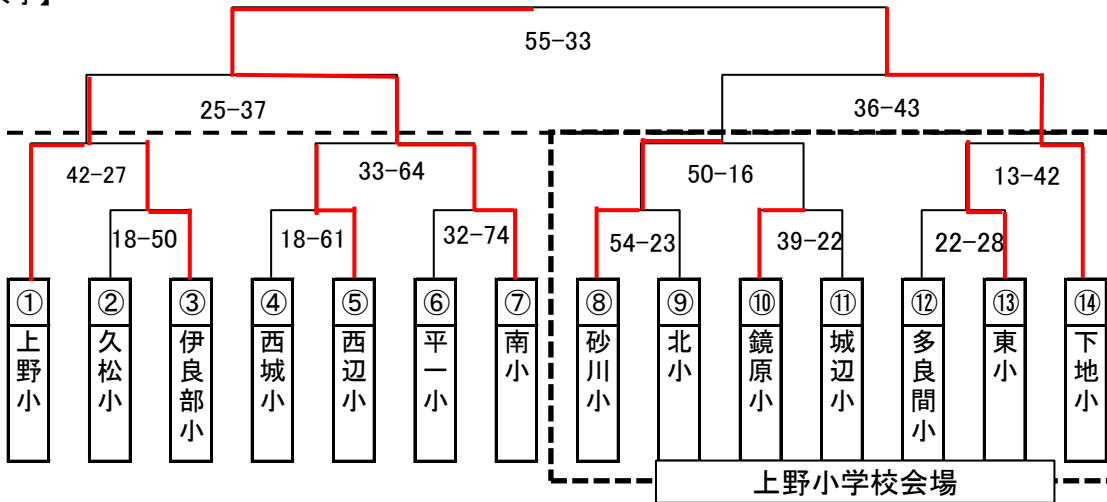 55-33
25-37
36-43
42-27
33-64
50-16
13-42
18-50
18-61
32-74
54-23
39-22
22-28
① ② ③ ④ ⑤ ⑥ ⑦ ⑧ ⑨ ⑩ ⑪ ⑫ ⑬ ⑭
上野小
久松小
伊良部小
西城小
西辺小
平一小
南小
砂川小
北小
鏡原小
城辺小
多良間小
東小
下地小
上野小学校会場